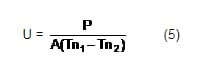 U = P / A(Tn₁ – Tn₂) (5)